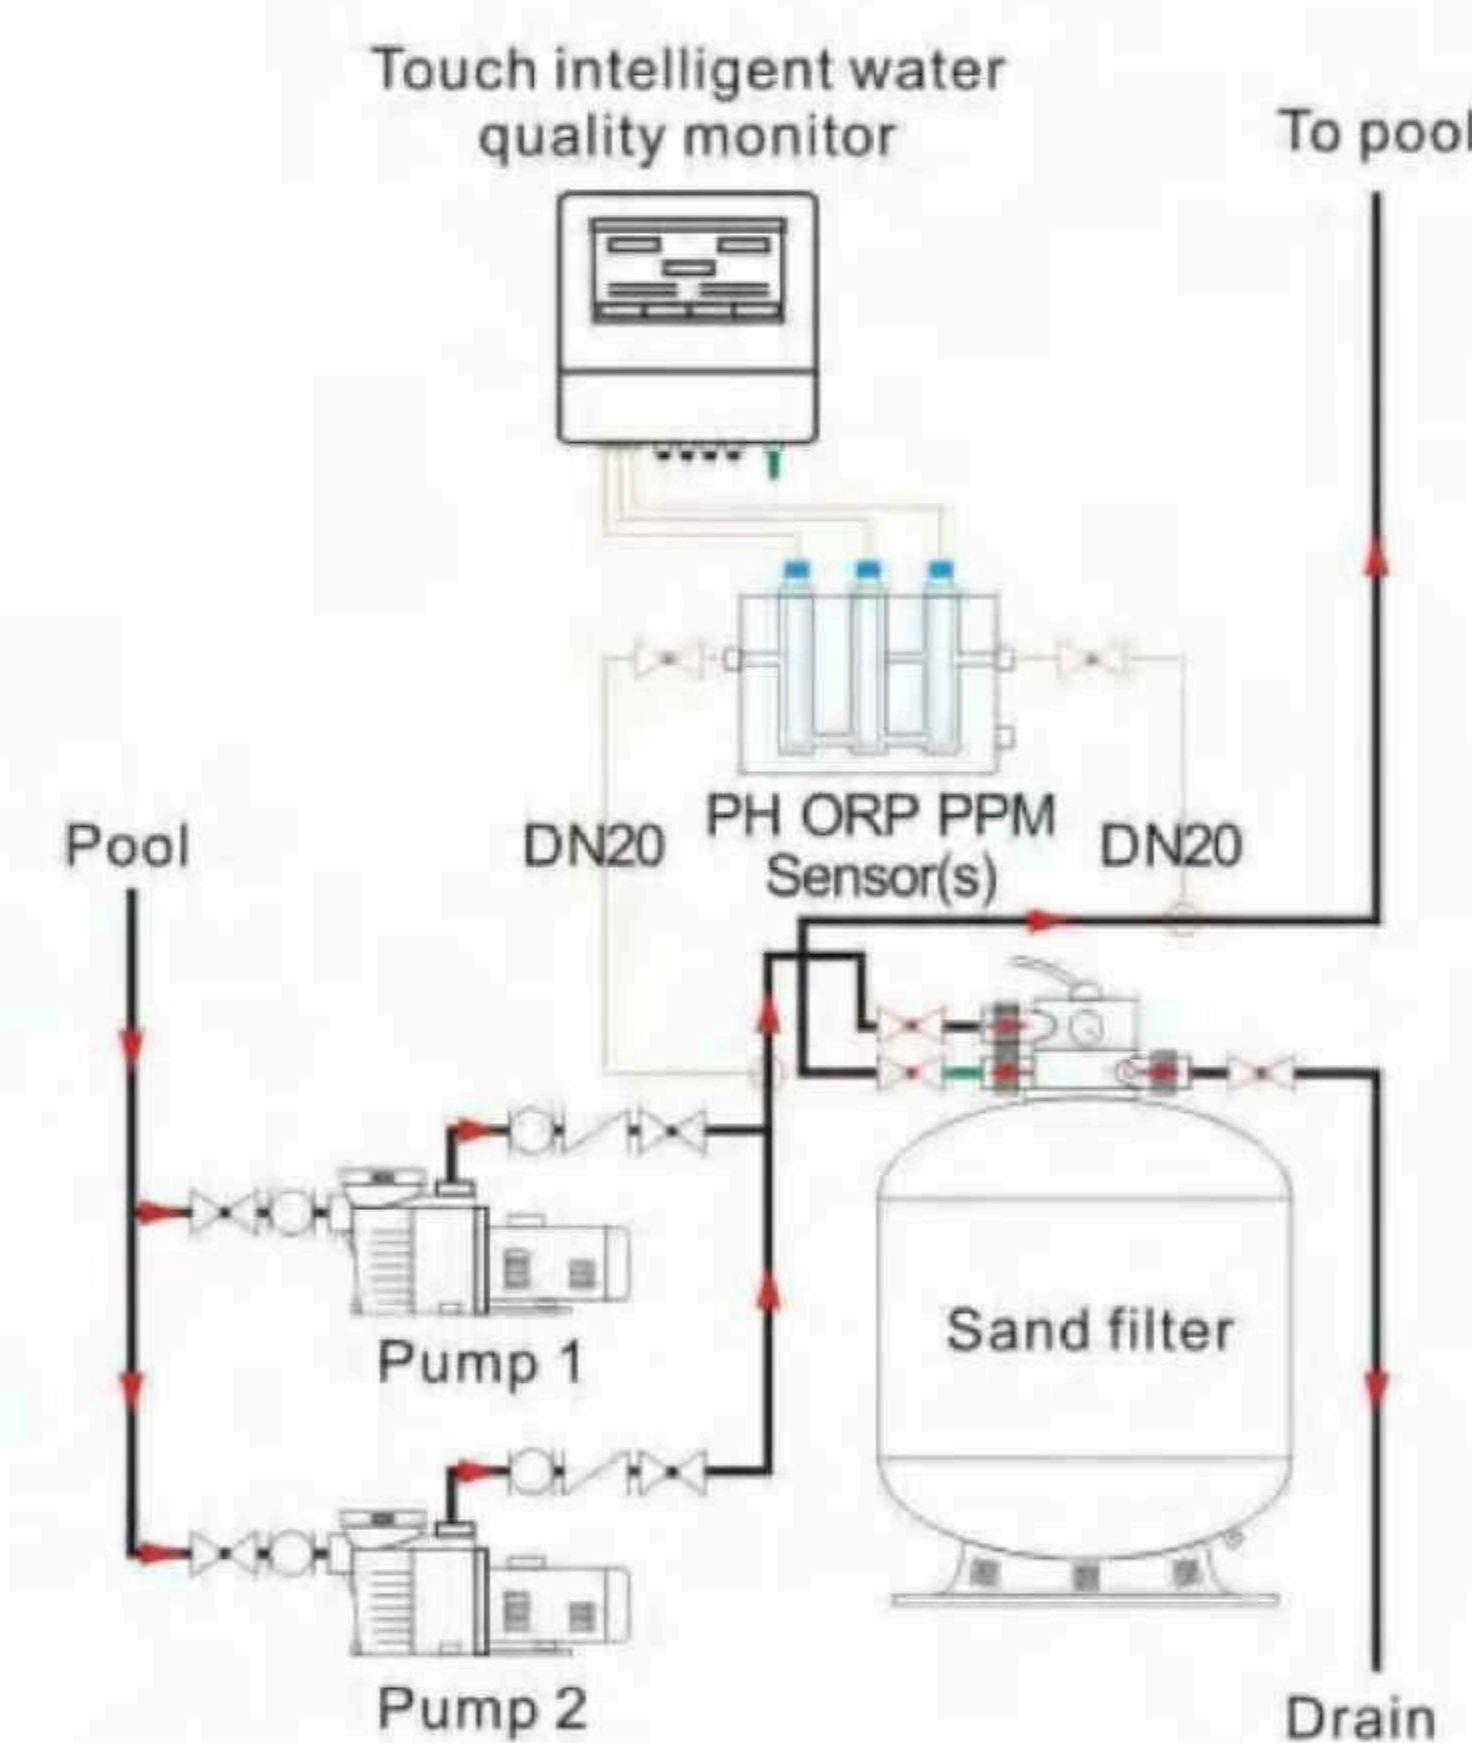 Touch intelligent water
quality monitor
To pool
Pool
DN20
PH ORP PPM
Sensor(s)
DN20
Sand filter
Pump 1
Pump 2
Drain